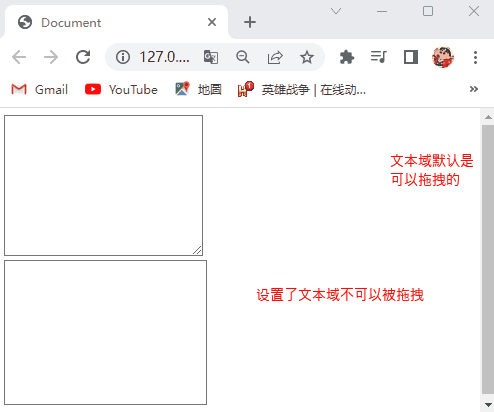 Document
127.0....
Gmail
YouTube
地图
英雄战争 | 在线动...
文本域默认是
可以拖拽的
设置了文本域不可以被拖拽